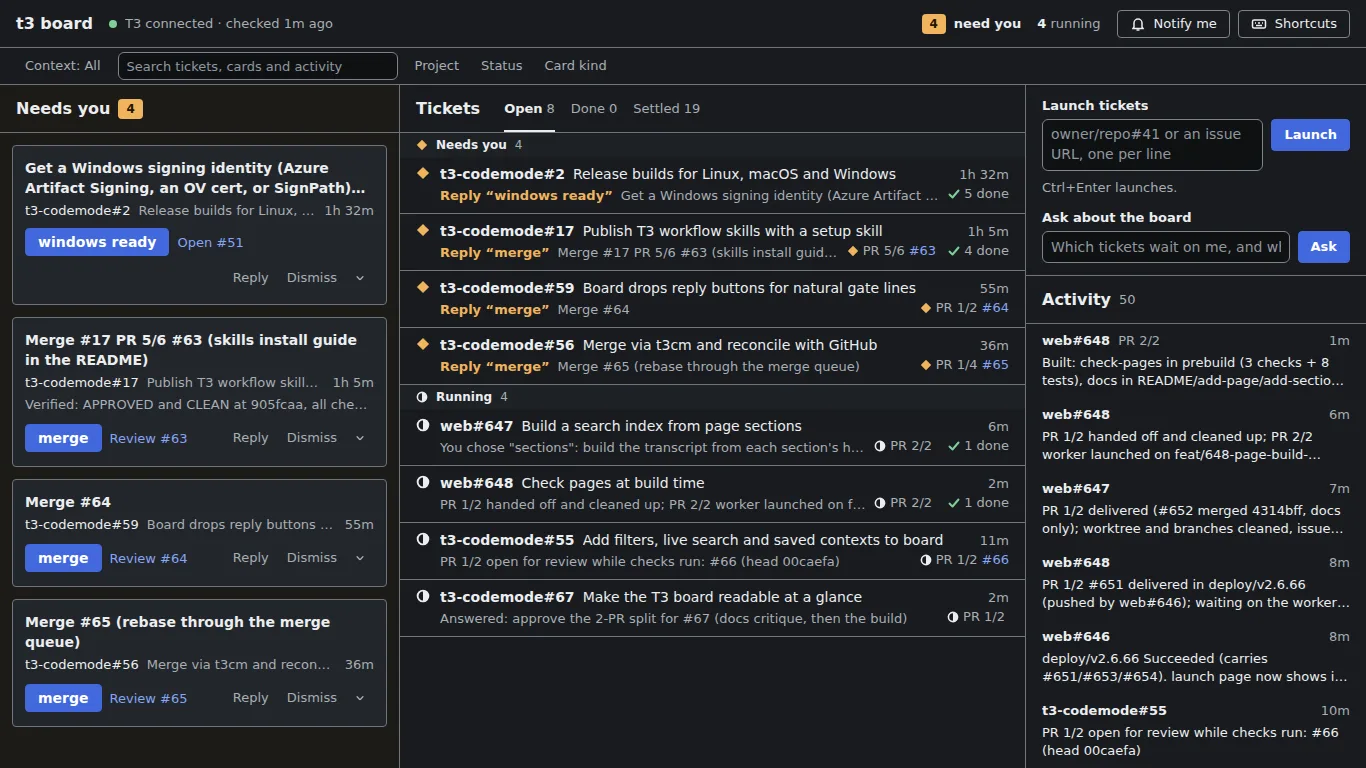 t3 board
T3 connected · checked 1m ago
4 need you
4 running
Notify me
Shortcuts
Context: All
Search tickets, cards and activity
Project
Status
Card kind
Needs you 4
Get a Windows signing identity (Azure
Artifact Signing, an OV cert, or SignPath)…
t3-codemode#2 Release builds for Linux, … 1h 32m
windows ready
Open #51
Reply
Dismiss
Merge #17 PR 5/6 #63 (skills install guide
in the README)
t3-codemode#17 Publish T3 workflow skill… 1h 5m
Verified: APPROVED and CLEAN at 905fcaa, all che…
merge
Review #63
Reply
Dismiss
Merge #64
t3-codemode#59 Board drops reply buttons … 55m
merge
Review #64
Reply
Dismiss
Merge #65 (rebase through the merge
queue)
t3-codemode#56 Merge via t3cm and recon… 36m
merge
Review #65
Reply
Dismiss
Tickets
Open 8
Done 0
Settled 19
Needs you 4
t3-codemode#2 Release builds for Linux, macOS and Windows 1h 32m
Reply “windows ready” Get a Windows signing identity (Azure Artifact … 5 done
t3-codemode#17 Publish T3 workflow skills with a setup skill 1h 5m
Reply “merge” Merge #17 PR 5/6 #63 (skills install guid… PR 5/6 #63 4 done
t3-codemode#59 Board drops reply buttons for natural gate lines 55m
Reply “merge” Merge #64 PR 1/2 #64
t3-codemode#56 Merge via t3cm and reconcile with GitHub 36m
Reply “merge” Merge #65 (rebase through the merge queue) PR 1/4 #65
Running 4
web#647 Build a search index from page sections 6m
You chose "sections": build the transcript from each section's h… PR 2/2 1 done
web#648 Check pages at build time 2m
PR 1/2 handed off and cleaned up; PR 2/2 worker launched on f… PR 2/2 1 done
t3-codemode#55 Add filters, live search and saved contexts to board 11m
PR 1/2 open for review while checks run: #66 (head 00caefa) PR 1/2 #66
t3-codemode#67 Make the T3 board readable at a glance 2m
Answered: approve the 2-PR split for #67 (docs critique, then the build) PR 1/2
Launch tickets
owner/repo#41 or an issue
URL, one per line
Launch
Ctrl+Enter launches.
Ask about the board
Which tickets wait on me, and wl
Ask
Activity 50
web#648 PR 2/2 1m
Built: check-pages in prebuild (3 checks + 8
tests), docs in README/add-page/add-sectio…
web#648 6m
PR 1/2 handed off and cleaned up; PR 2/2
worker launched on feat/648-page-build-…
web#647 7m
PR 1/2 delivered (#652 merged 4314bff, docs
only); worktree and branches cleaned, issue…
web#648 8m
PR 1/2 #651 delivered in deploy/v2.6.66
(pushed by web#646); waiting on the worker…
web#646 8m
deploy/v2.6.66 Succeeded (carries
#651/#653/#654). launch page now shows i…
t3-codemode#55 10m
PR 1/2 open for review while checks run: #66
(head 00caefa)